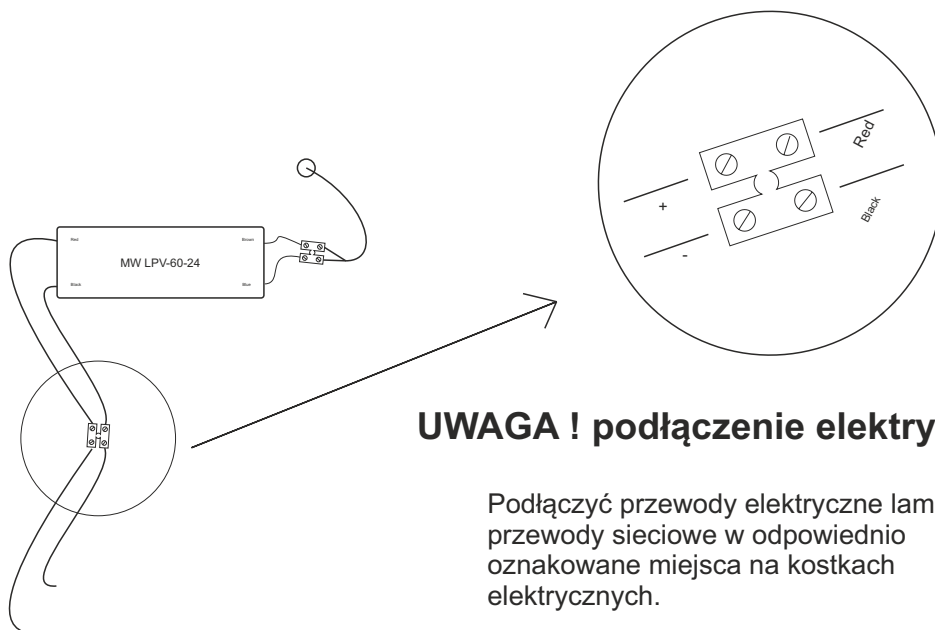 Red
+
Black
-
Red
Brown
MW LPV-60-24
Black
Blue
UWAGA ! podłączenie elektry
Podłączyć przewody elektryczne lam
przewody sieciowe w odpowiednio
oznakowane miejsca na kostkach
elektrycznych.